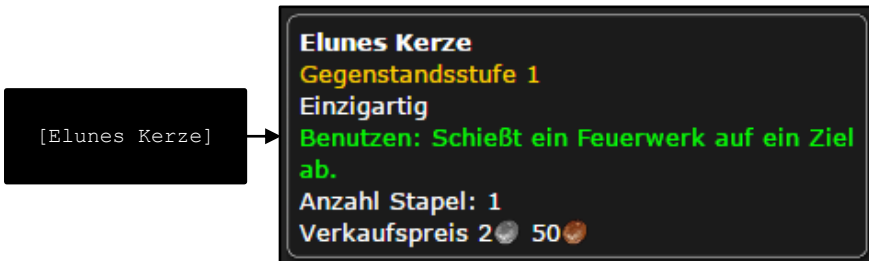 [Elunes Kerze]
Elunes Kerze
Gegenstandsstufe 1
Einzigartig
Benutzen: Schießt ein Feuerwerk auf ein Ziel
ab.
Anzahl Stapel: 1
Verkaufspreis 2 50